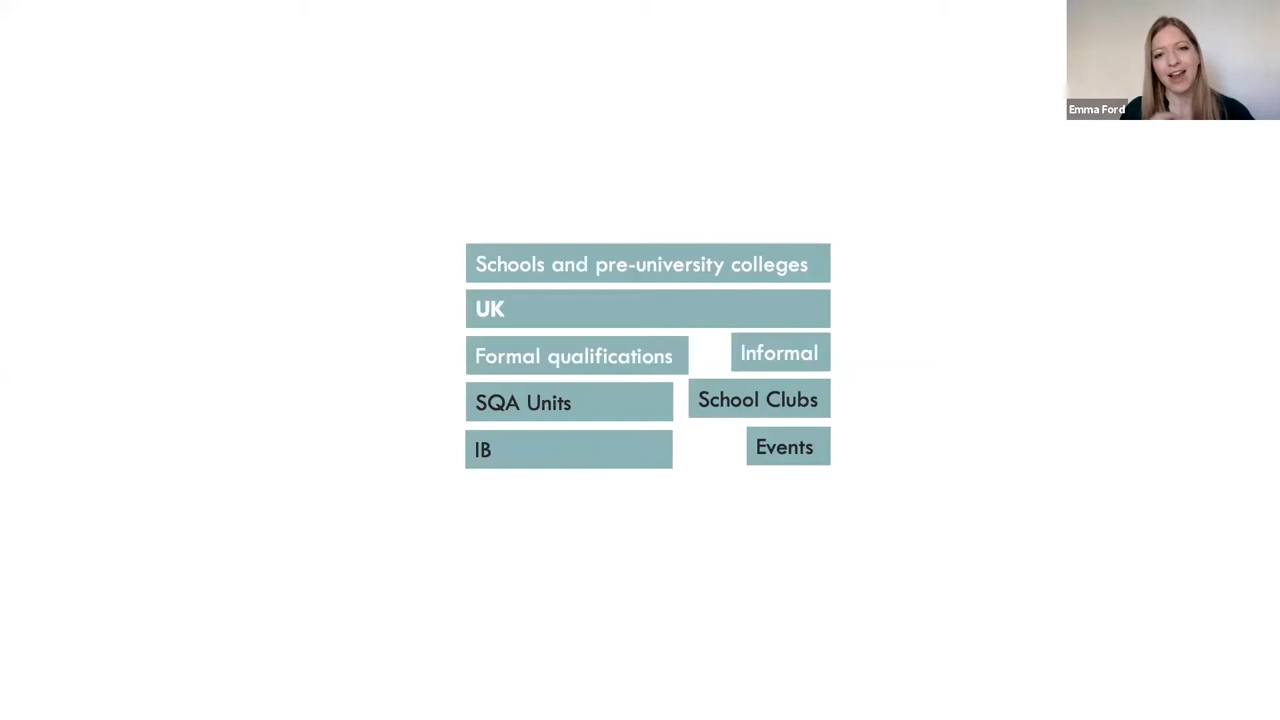 Emma Ford
Schools and pre-university colleges
UK
Formal qualifications
Informal
SQA Units
School Clubs
IB
Events